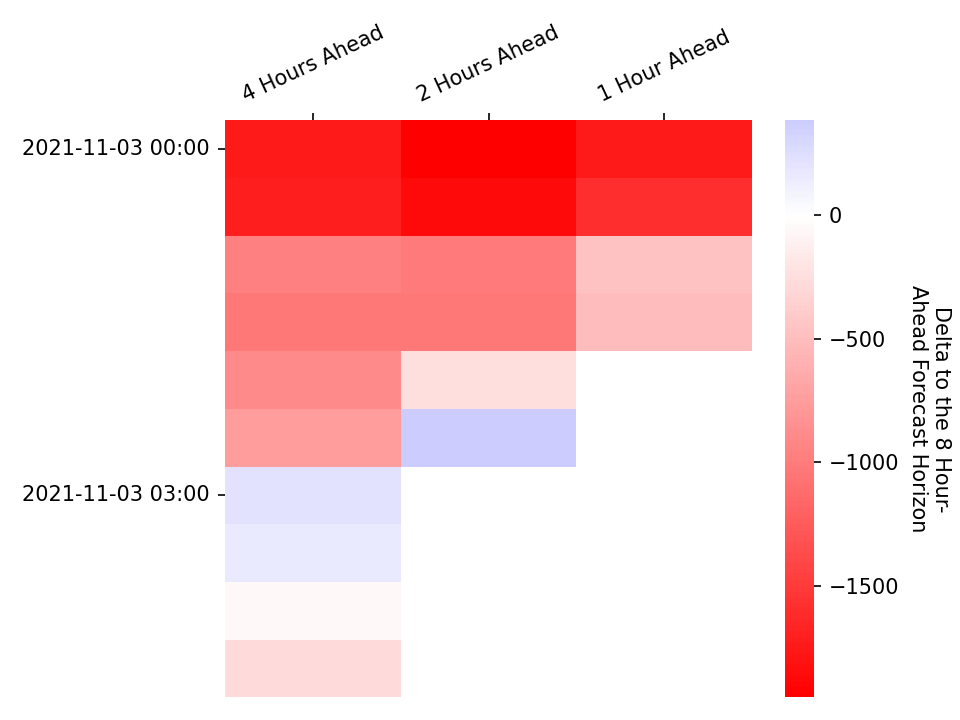 4 Hours Ahead
2 Hours Ahead
1 Hour Ahead
2021-11-03 00:00
2021-11-03 03:00
0
−500
−1000
−1500
Delta to the 8 Hour-
Ahead Forecast Horizon